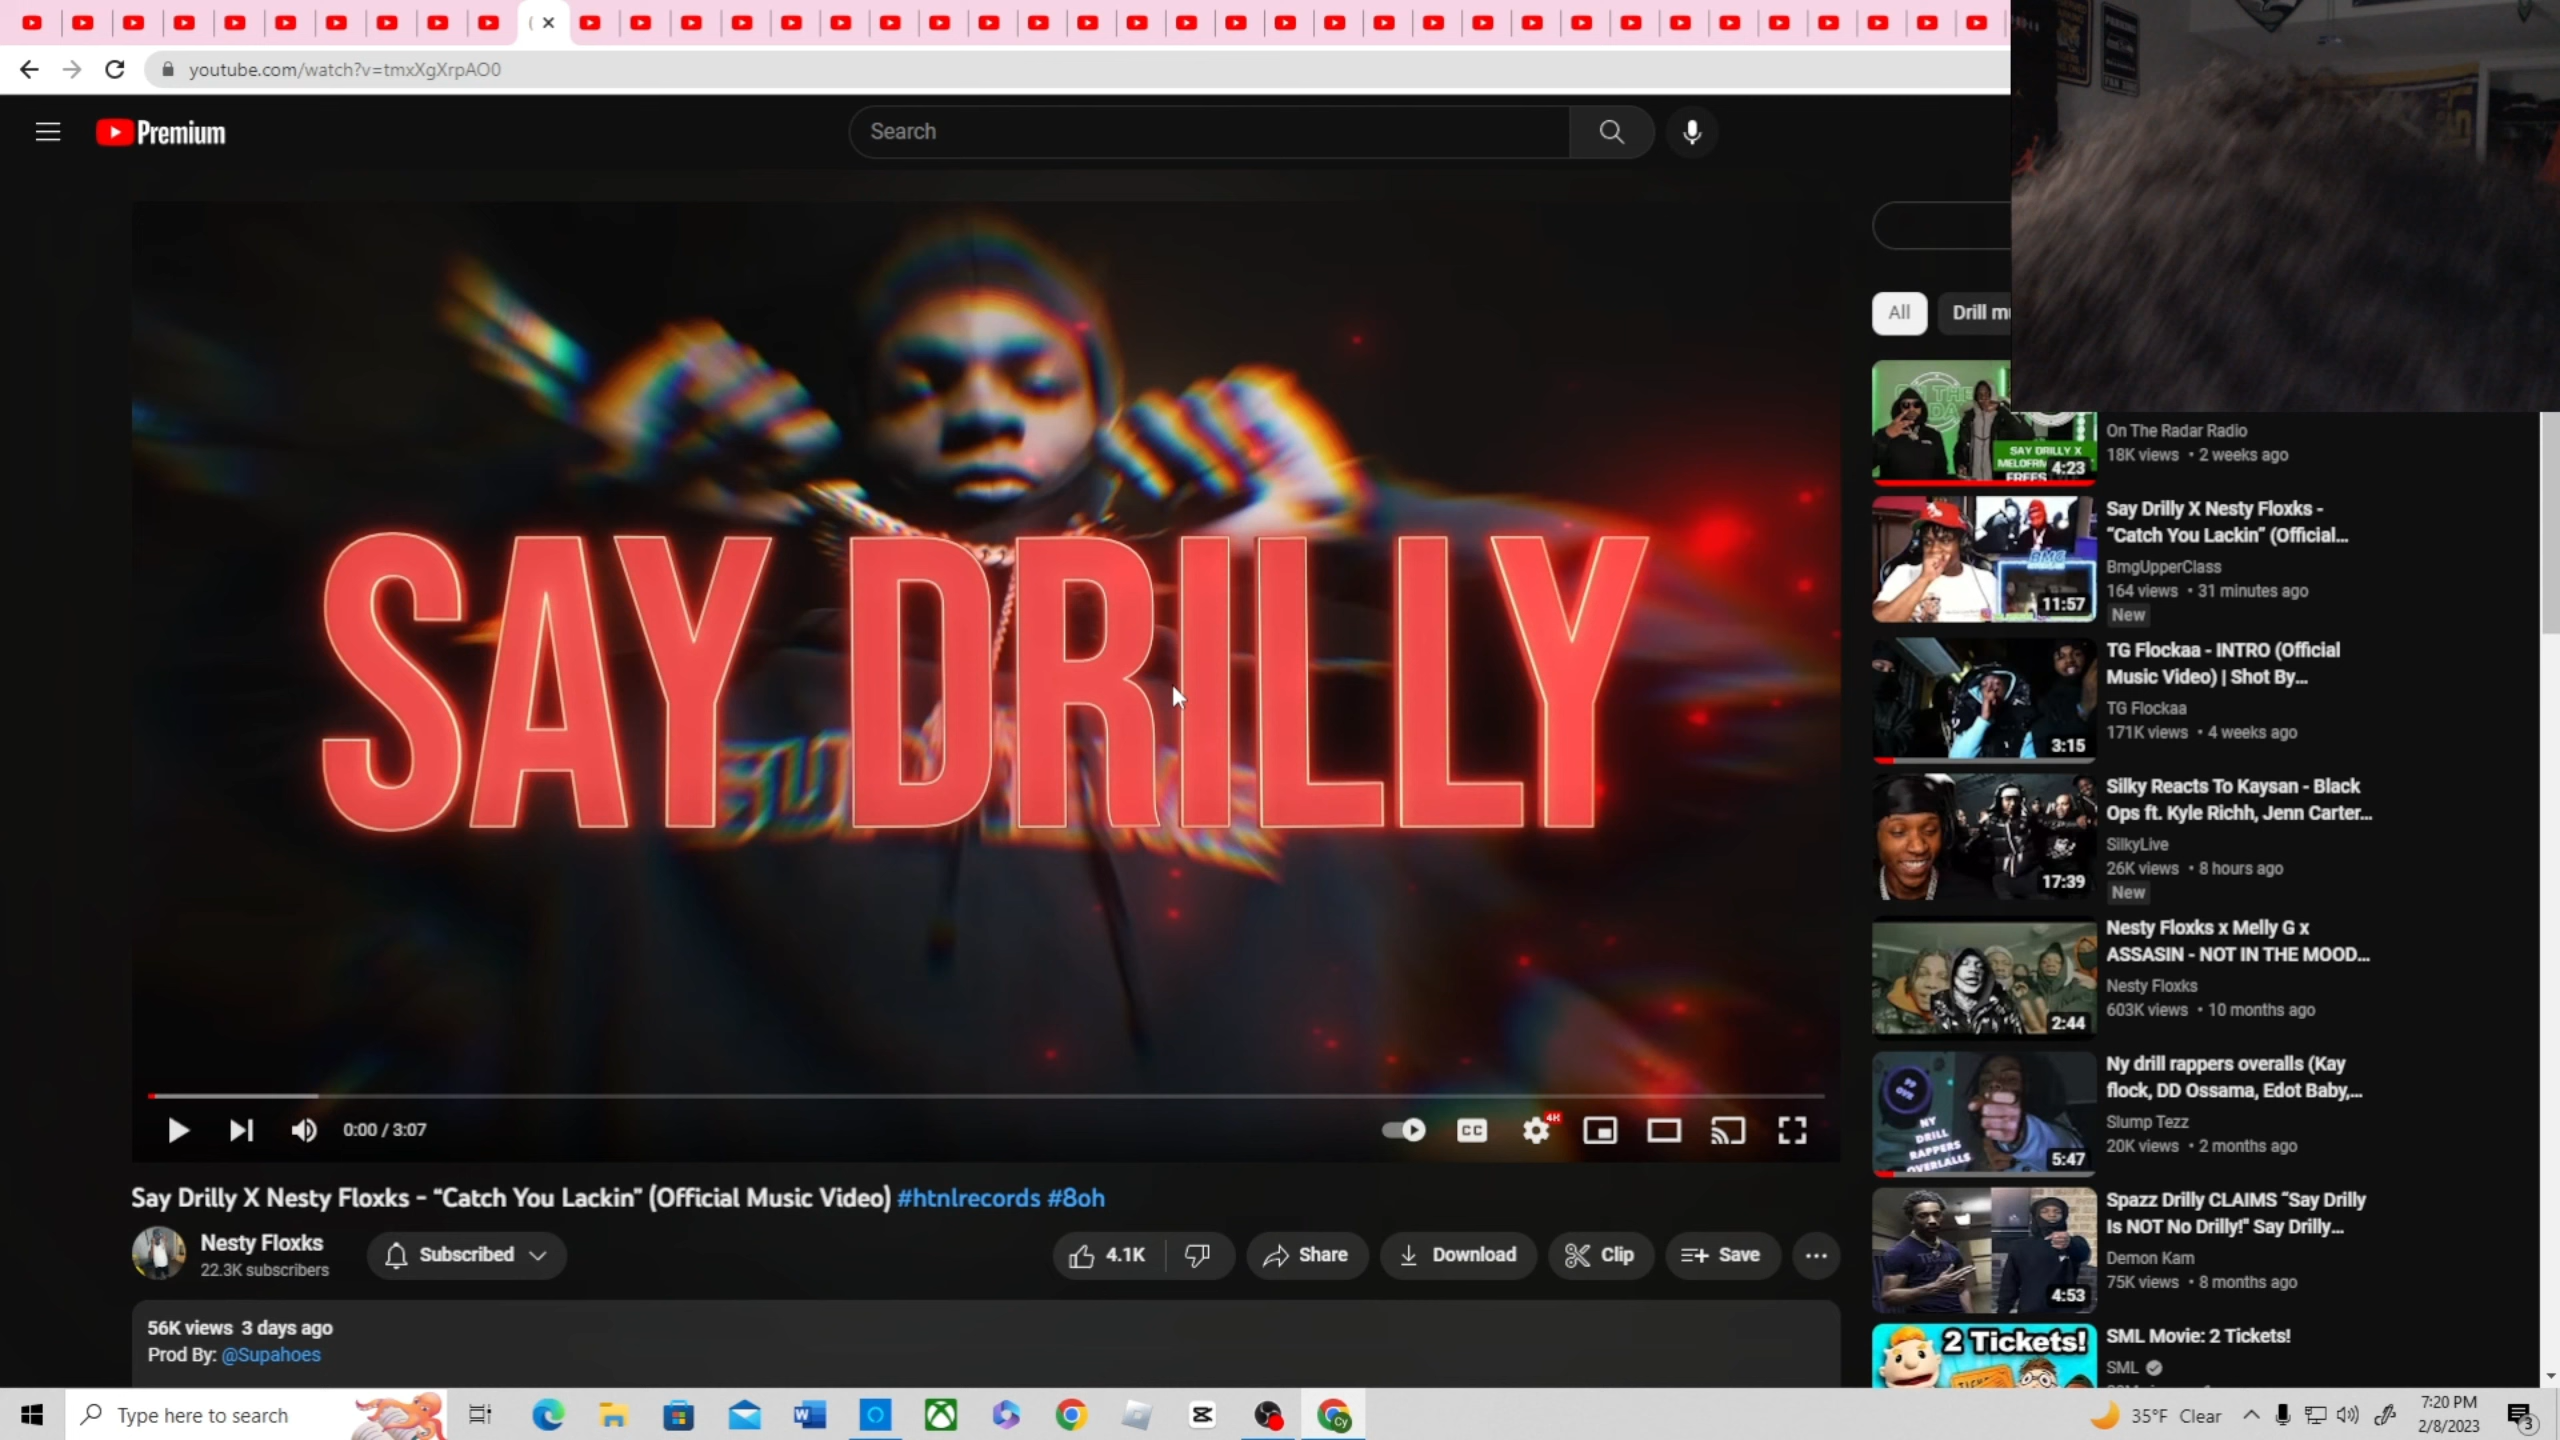 youtube.com/watch?v=tmxXgXrpAO0
Premium
Search
SAY DRILLY
0:00 / 3:07
CC
4K
Say Drilly X Nesty Floxks - “Catch You Lackin” (Official Music Video) #htnlrecords #8oh
Nesty Floxks
22.3K subscribers
Subscribed
4.1K
Share
Download
Clip
Save
56K views 3 days ago
Prod By: @Supahoes
All
SAY DRILLY X
4:23
On The Radar Radio
18K views • 2 weeks ago
11:57
Say Drilly X Nesty Floxks -
“Catch You Lackin” (Official...
BmgUpperClass
164 views • 31 minutes ago
New
3:15
TG Flockaa - INTRO (Official
Music Video) | Shot By...
TG Flockaa
171K views • 4 weeks ago
17:39
Silky Reacts To Kaysan - Black
Ops ft. Kyle Richh, Jenn Carter...
SilkyLive
26K views • 8 hours ago
New
2:44
Nesty Floxks x Melly G x
ASSASIN - NOT IN THE MOOD...
Nesty Floxks
603K views • 10 months ago
NY
DRILL
RAPPERS
OVERLALLS
5:47
Ny drill rappers overalls (Kay
flock, DD Ossama, Edot Baby,...
Slump Tezz
20K views • 2 months ago
4:53
Spazz Drilly CLAIMS “Say Drilly
Is NOT No Drilly!" Say Drilly...
Demon Kam
75K views • 8 months ago
2 Tickets!
SML Movie: 2 Tickets!
SML
Type here to search
35°F Clear
7:20 PM
2/8/2023
3